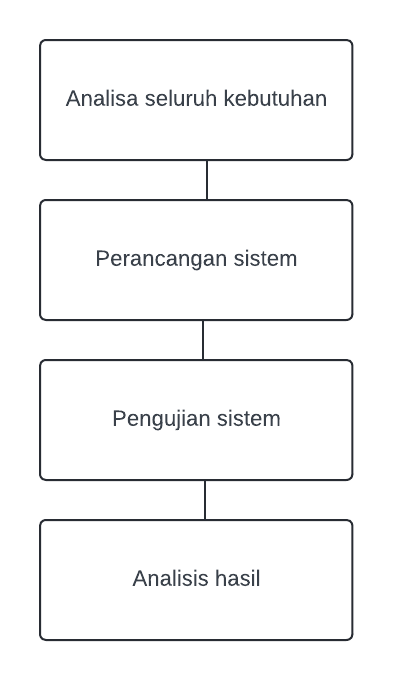 Analisa seluruh kebutuhan
Perancangan sistem
Pengujian sistem
Analisis hasil